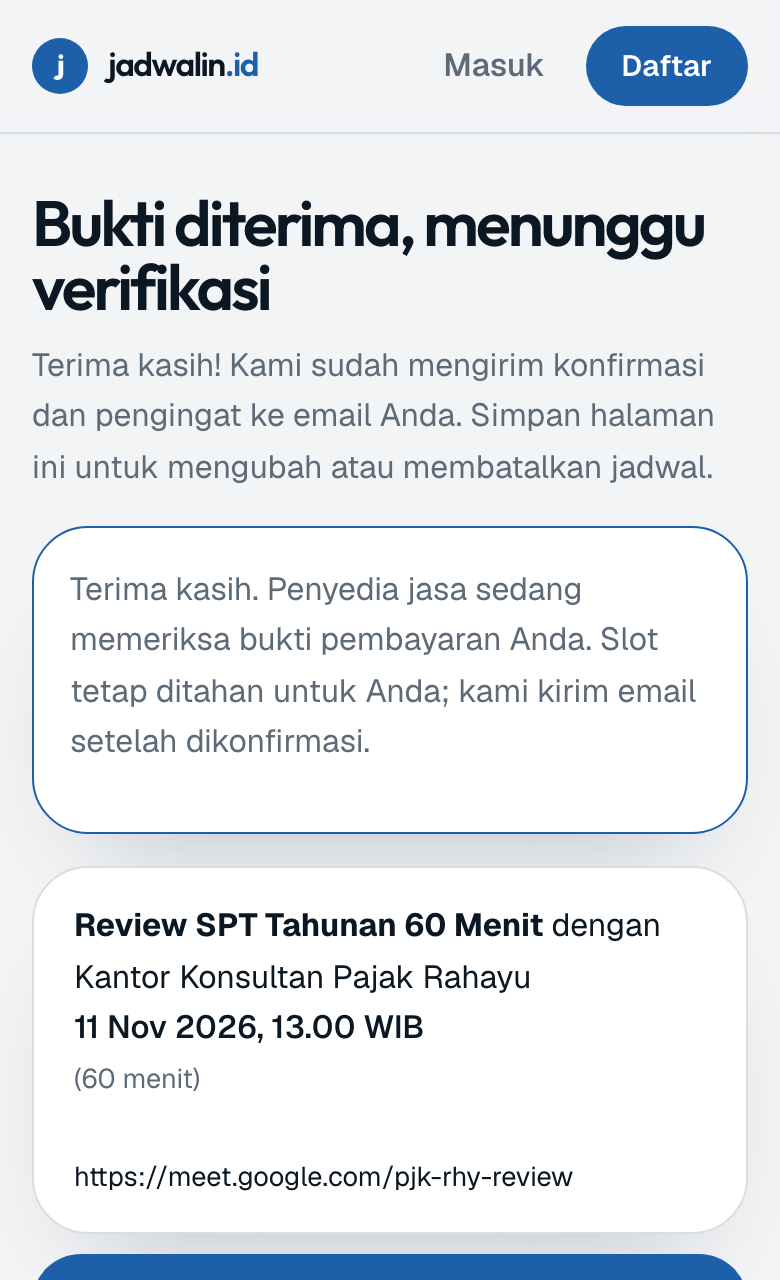 j jadwalin.id Masuk Daftar
Bukti diterima, menunggu
verifikasi
Terima kasih! Kami sudah mengirim konfirmasi
dan pengingat ke email Anda. Simpan halaman
ini untuk mengubah atau membatalkan jadwal.
Terima kasih. Penyedia jasa sedang
memeriksa bukti pembayaran Anda. Slot
tetap ditahan untuk Anda; kami kirim email
setelah dikonfirmasi.
Review SPT Tahunan 60 Menit dengan
Kantor Konsultan Pajak Rahayu
11 Nov 2026, 13.00 WIB
(60 menit)
https://meet.google.com/pjk-rhy-review